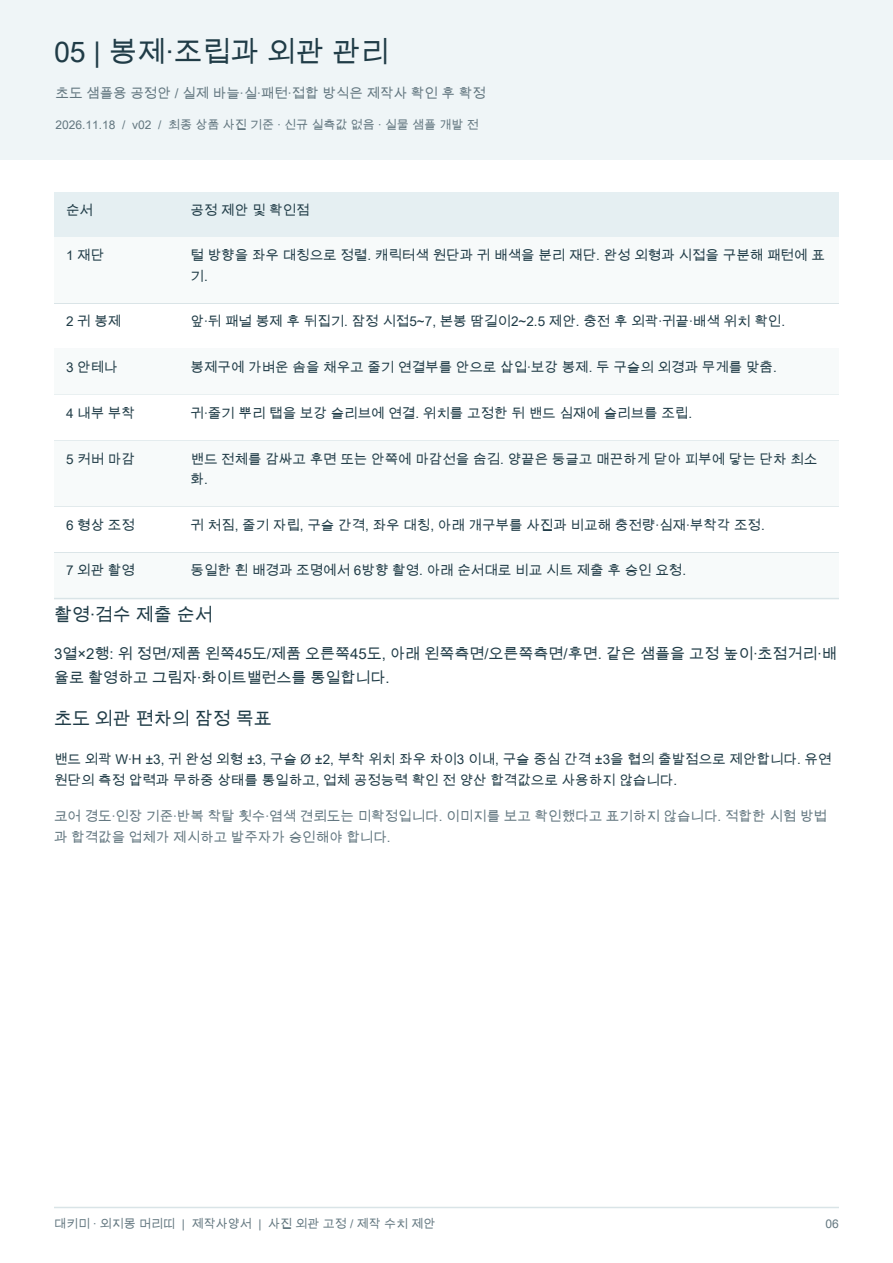 05 | 봉제·조립과 외관 관리
초도 샘플용 공정안 / 실제 바늘·실·패턴·접합 방식은 제작사 확인 후 확정
2026.11.18 / v02 / 최종 상품 사진 기준 · 신규 실측값 없음 · 실물 샘플 개발 전
순서 공정 제안 및 확인점
1 재단 털 방향을 좌우 대칭으로 정렬. 캐릭터색 원단과 귀 배색을 분리 재단. 완성 외형과 시접을 구분해 패턴에 표
기.
2 귀 봉제 앞·뒤 패널 봉제 후 뒤집기. 잠정 시접5~7, 본봉 땀길이2~2.5 제안. 충전 후 외곽·귀끝·배색 위치 확인.
3 안테나 봉제구에 가벼운 솜을 채우고 줄기 연결부를 안으로 삽입·보강 봉제. 두 구슬의 외경과 무게를 맞춤.
4 내부 부착 귀·줄기 뿌리 탭을 보강 슬리브에 연결. 위치를 고정한 뒤 밴드 심재에 슬리브를 조립.
5 커버 마감 밴드 전체를 감싸고 후면 또는 안쪽에 마감선을 숨김. 양끝은 둥글고 매끈하게 닫아 피부에 닿는 단차 최소
화.
6 형상 조정 귀 처짐, 줄기 자립, 구슬 간격, 좌우 대칭, 아래 개구부를 사진과 비교해 충전량·심재·부착각 조정.
7 외관 촬영 동일한 흰 배경과 조명에서 6방향 촬영. 아래 순서대로 비교 시트 제출 후 승인 요청.
촬영·검수 제출 순서
3열×2행: 위 정면/제품 왼쪽45도/제품 오른쪽45도, 아래 왼쪽측면/오른쪽측면/후면. 같은 샘플을 고정 높이·초점거리·배
율로 촬영하고 그림자·화이트밸런스를 통일합니다.
초도 외관 편차의 잠정 목표
밴드 외곽 W·H ±3, 귀 완성 외형 ±3, 구슬 Ø ±2, 부착 위치 좌우 차이3 이내, 구슬 중심 간격 ±3을 협의 출발점으로 제안합니다. 유연
원단의 측정 압력과 무하중 상태를 통일하고, 업체 공정능력 확인 전 양산 합격값으로 사용하지 않습니다.
코어 경도·인장 기준·반복 착탈 횟수·염색 견뢰도는 미확정입니다. 이미지를 보고 확인했다고 표기하지 않습니다. 적합한 시험 방법
과 합격값을 업체가 제시하고 발주자가 승인해야 합니다.
대키미 · 외지몽 머리띠 | 제작사양서 | 사진 외관 고정 / 제작 수치 제안 06